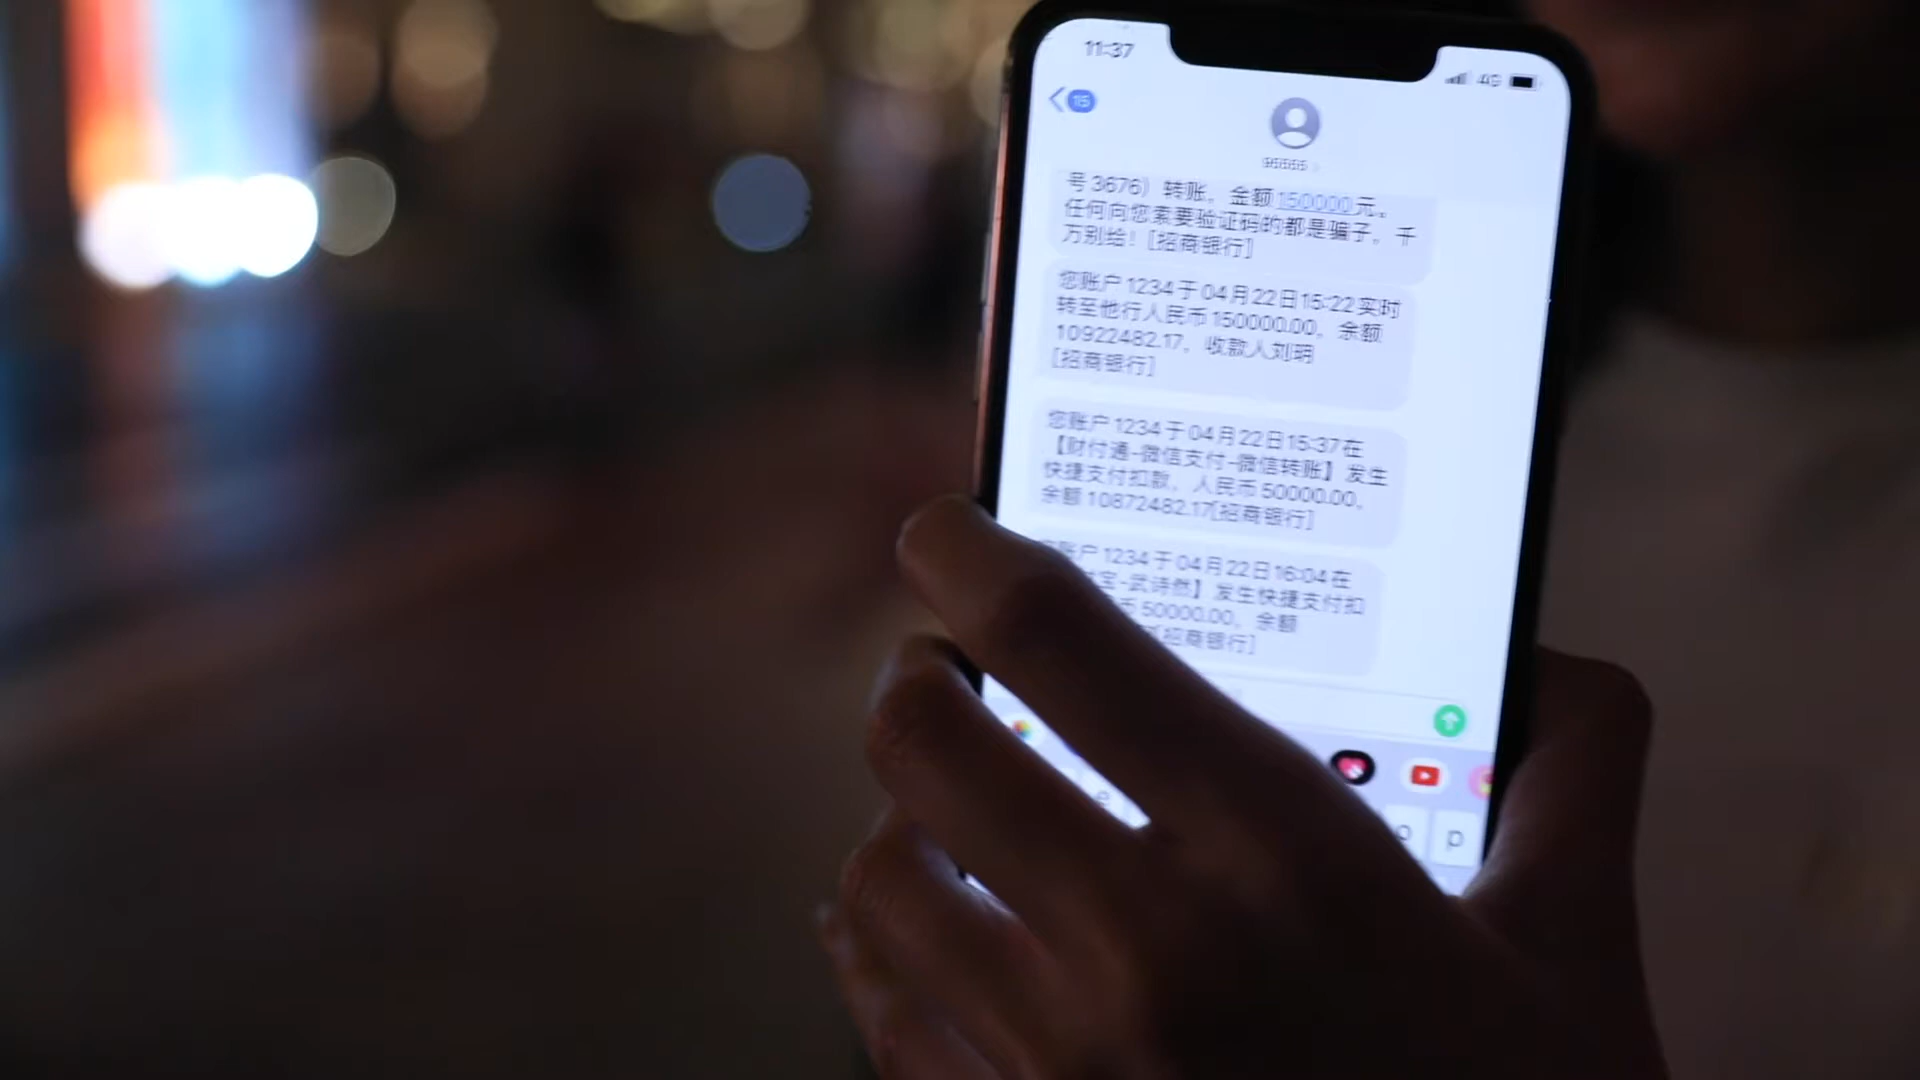 11:37
4G
15
95555
号3676）转账，金额150000元。
任何向您索要验证码的都是骗子，千
万别给！[招商银行]
您账户1234于04月22日15:22实时
转至他行人民币150000.00，余额
10922482.17，收款人刘明
[招商银行]
您账户1234于04月22日15:37在
【财付通-微信支付-微信转账】发生
快捷支付扣款，人民币50000.00，
余额10872482.17[招商银行]
账户1234于04月22日16:04在
宝-武诗然】发生快捷支付扣
币50000.00，余额
[招商银行]
e
o
p